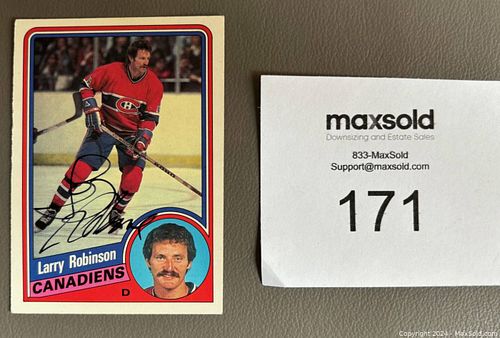 Larry Robinson
CANADIENS
D
maxsold
Downsizing and Estate Sales
833-MaxSold
Support@maxsold.com
171
Copyright 2024 - MaxSold.com